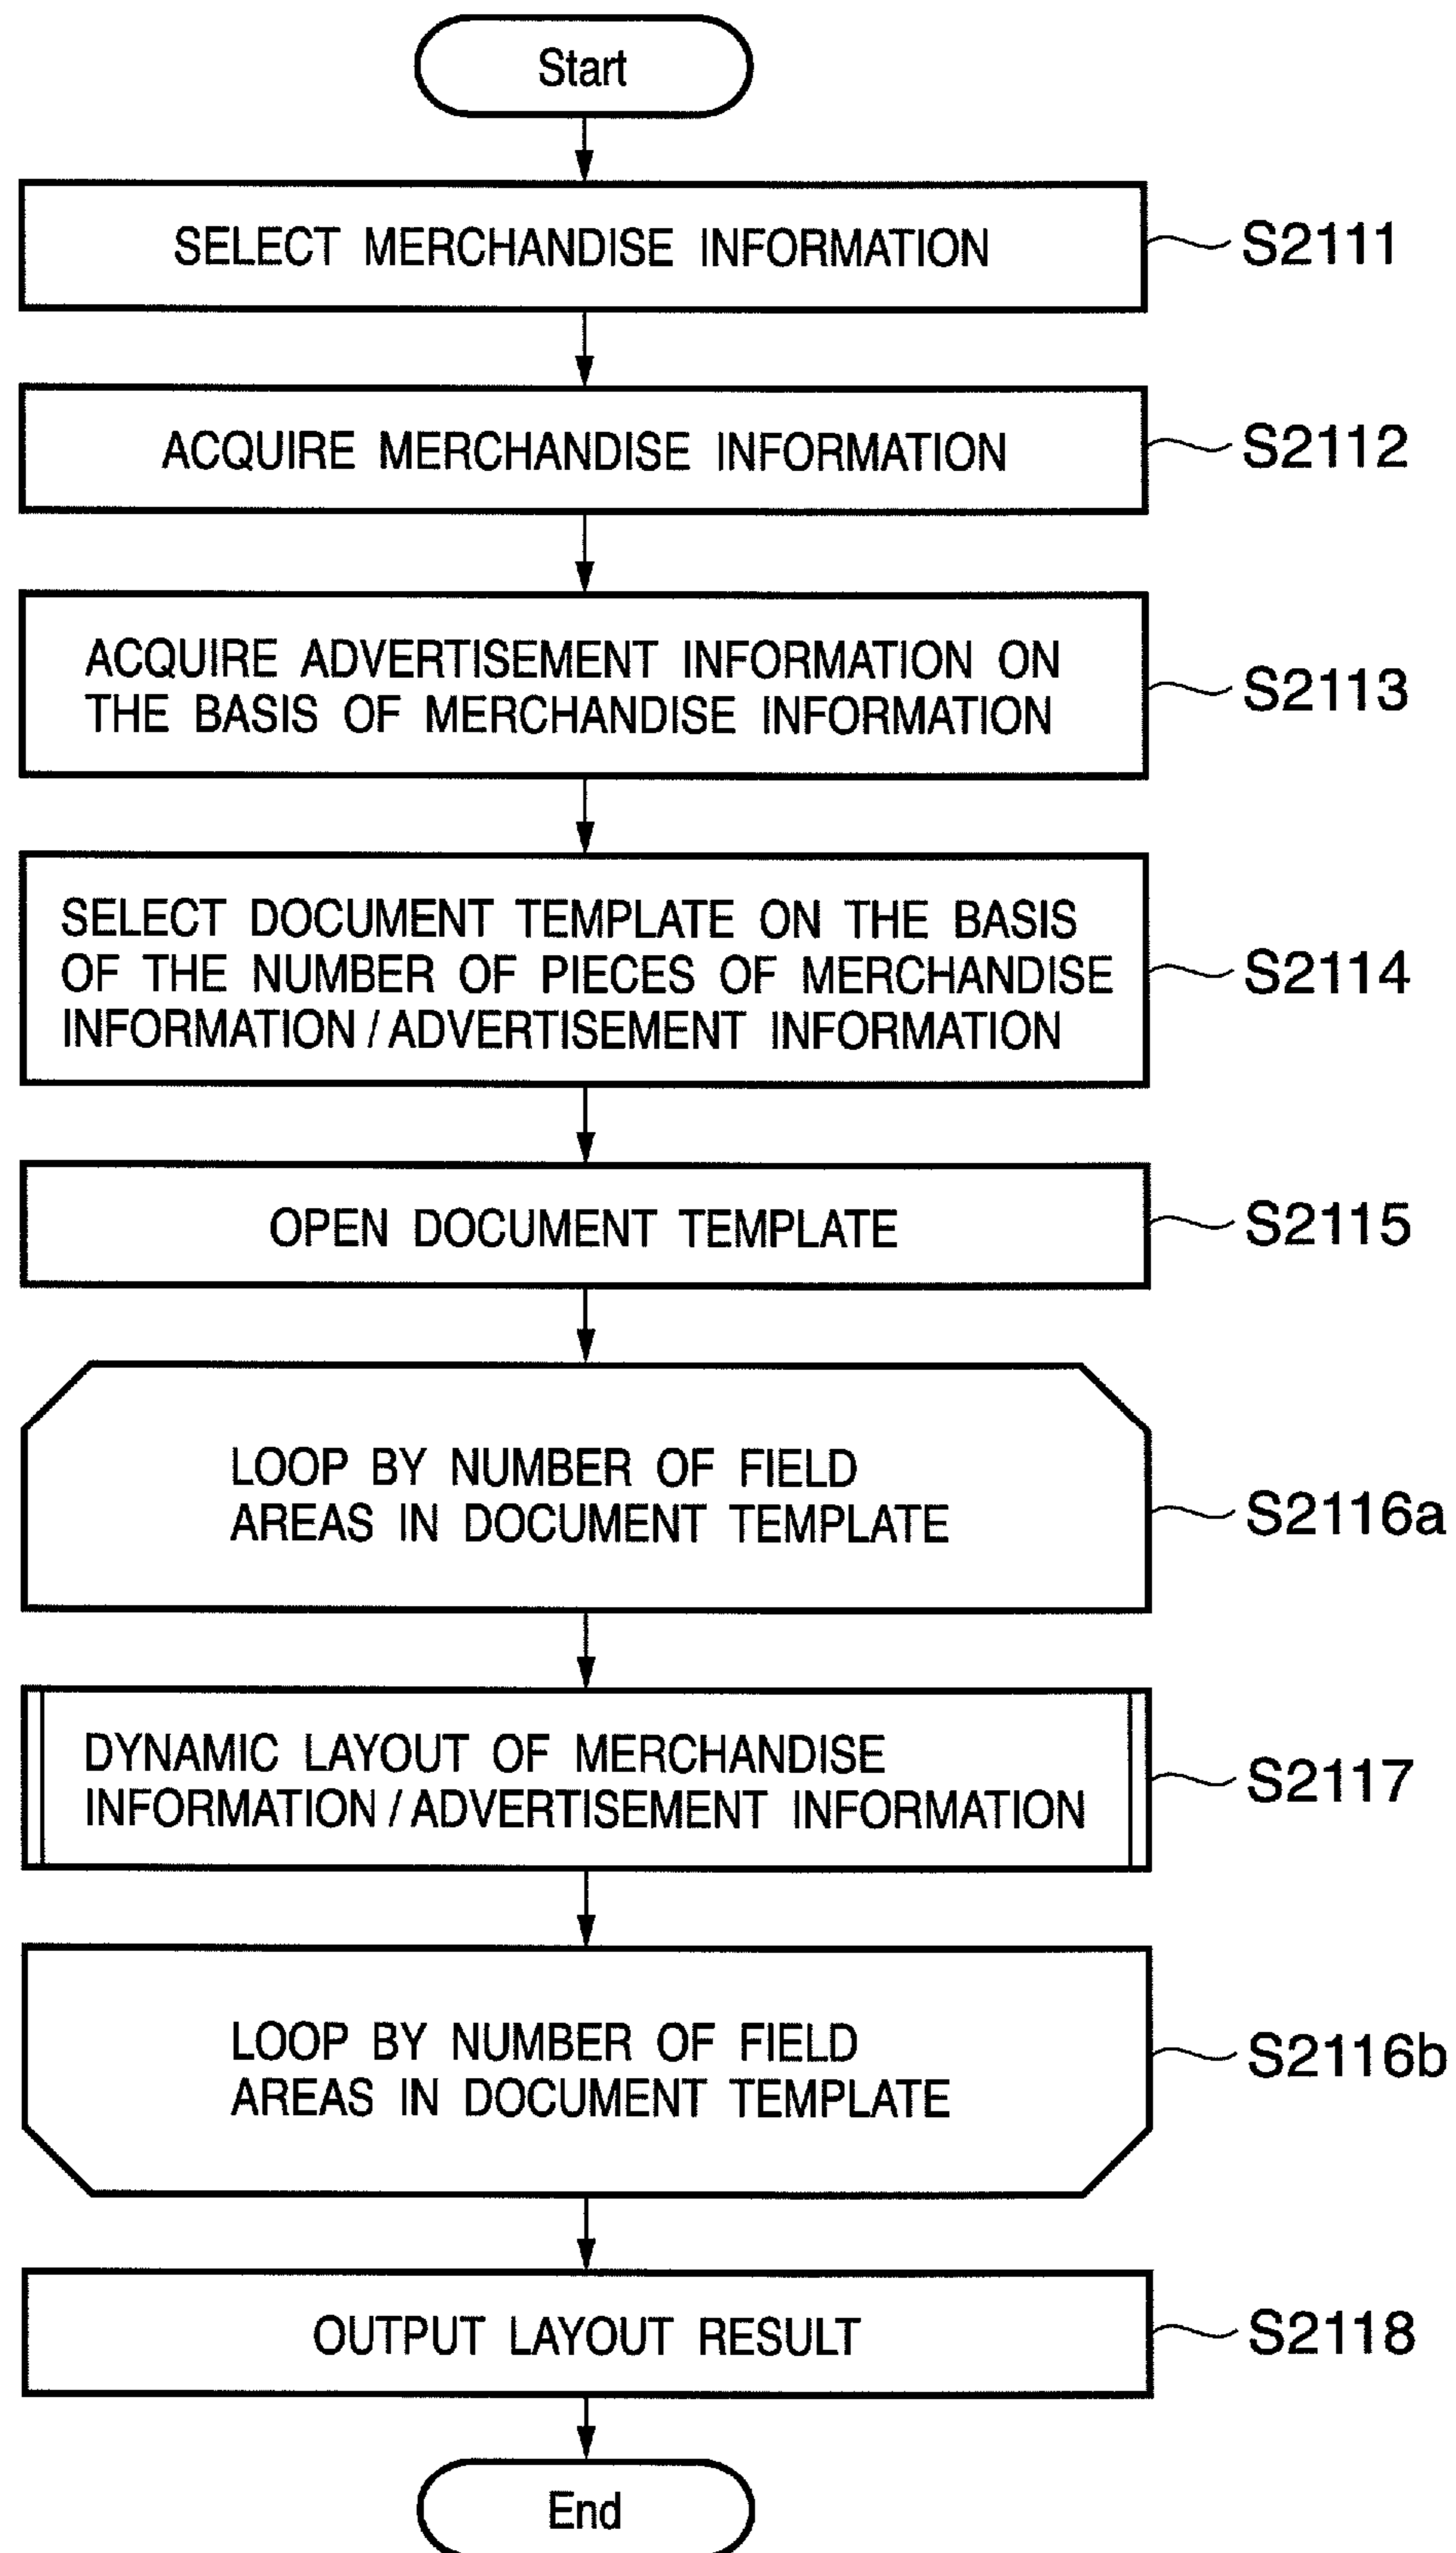 Start
SELECT MERCHANDISE INFORMATION
S2111
ACQUIRE MERCHANDISE INFORMATION
S2112
ACQUIRE ADVERTISEMENT INFORMATION ON
THE BASIS OF MERCHANDISE INFORMATION
S2113
SELECT DOCUMENT TEMPLATE ON THE BASIS
OF THE NUMBER OF PIECES OF MERCHANDISE
INFORMATION / ADVERTISEMENT INFORMATION
S2114
OPEN DOCUMENT TEMPLATE
S2115
LOOP BY NUMBER OF FIELD
AREAS IN DOCUMENT TEMPLATE
S2116a
DYNAMIC LAYOUT OF MERCHANDISE
INFORMATION / ADVERTISEMENT INFORMATION
S2117
LOOP BY NUMBER OF FIELD
AREAS IN DOCUMENT TEMPLATE
S2116b
OUTPUT LAYOUT RESULT
S2118
End